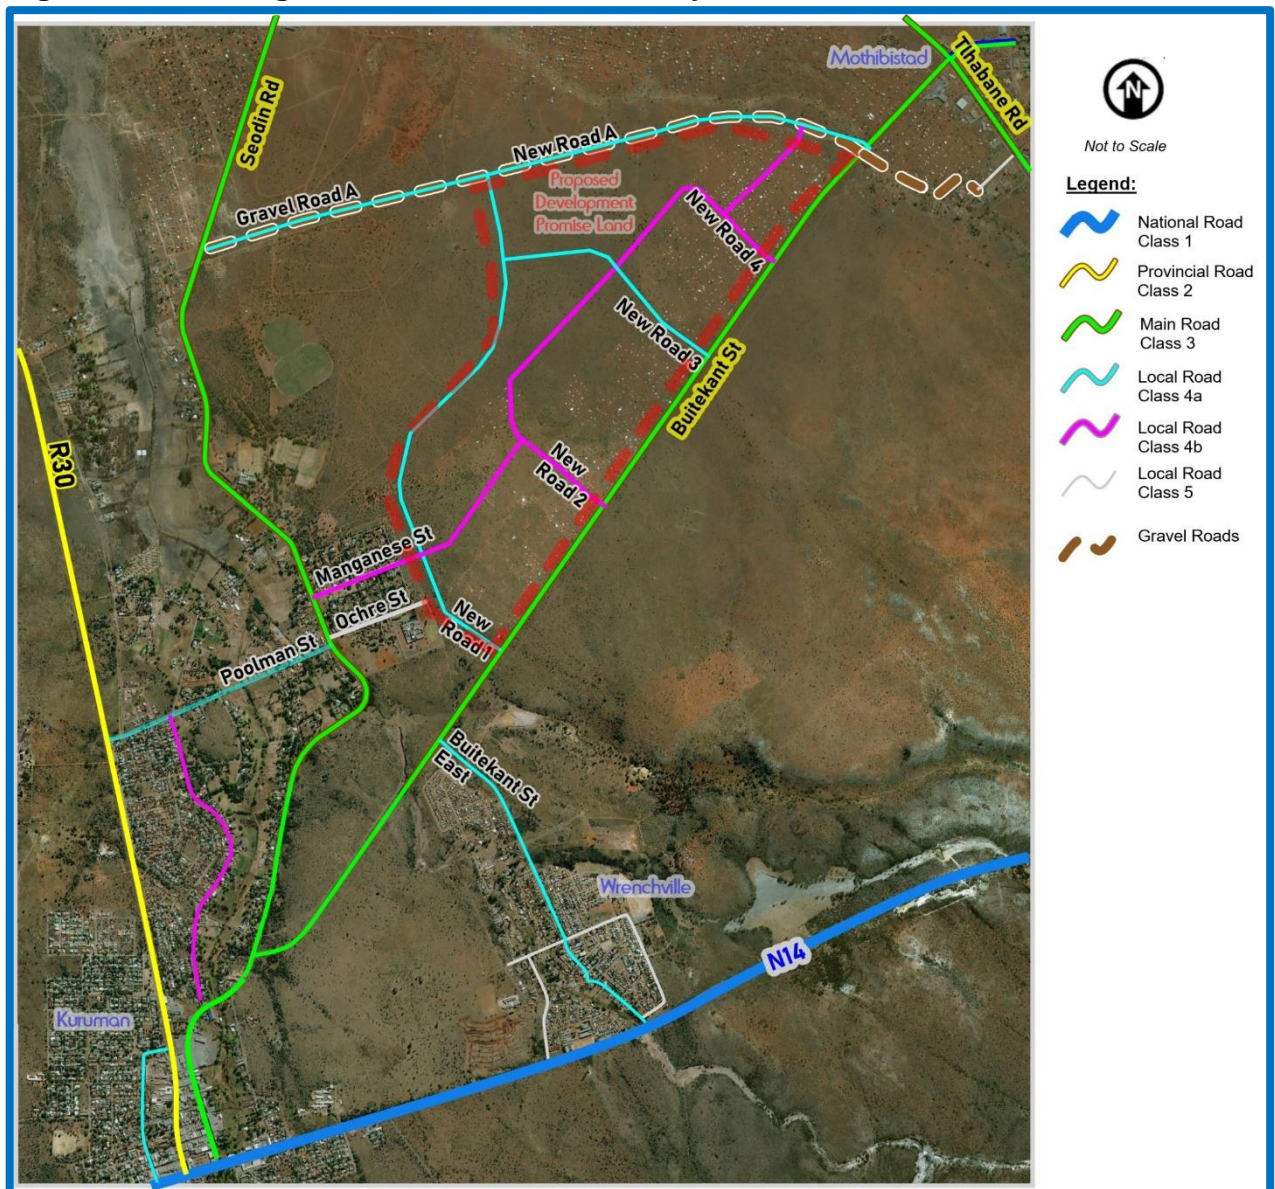 Mothibistad
Tlhabane Rd
Seodin Rd
New Road A
Gravel Road A
Proposed
Development
Promise Land
New Road 4
New Road 3
Buitekant St
R30
New
Road 2
Manganese St
Ochre St
New
Road 1
Poolman St
Buitekant St
East
Wrenchville
N14
Kuruman
N
Not to Scale
Legend:
National Road
Class 1
Provincial Road
Class 2
Main Road
Class 3
Local Road
Class 4a
Local Road
Class 4b
Local Road
Class 5
Gravel Roads